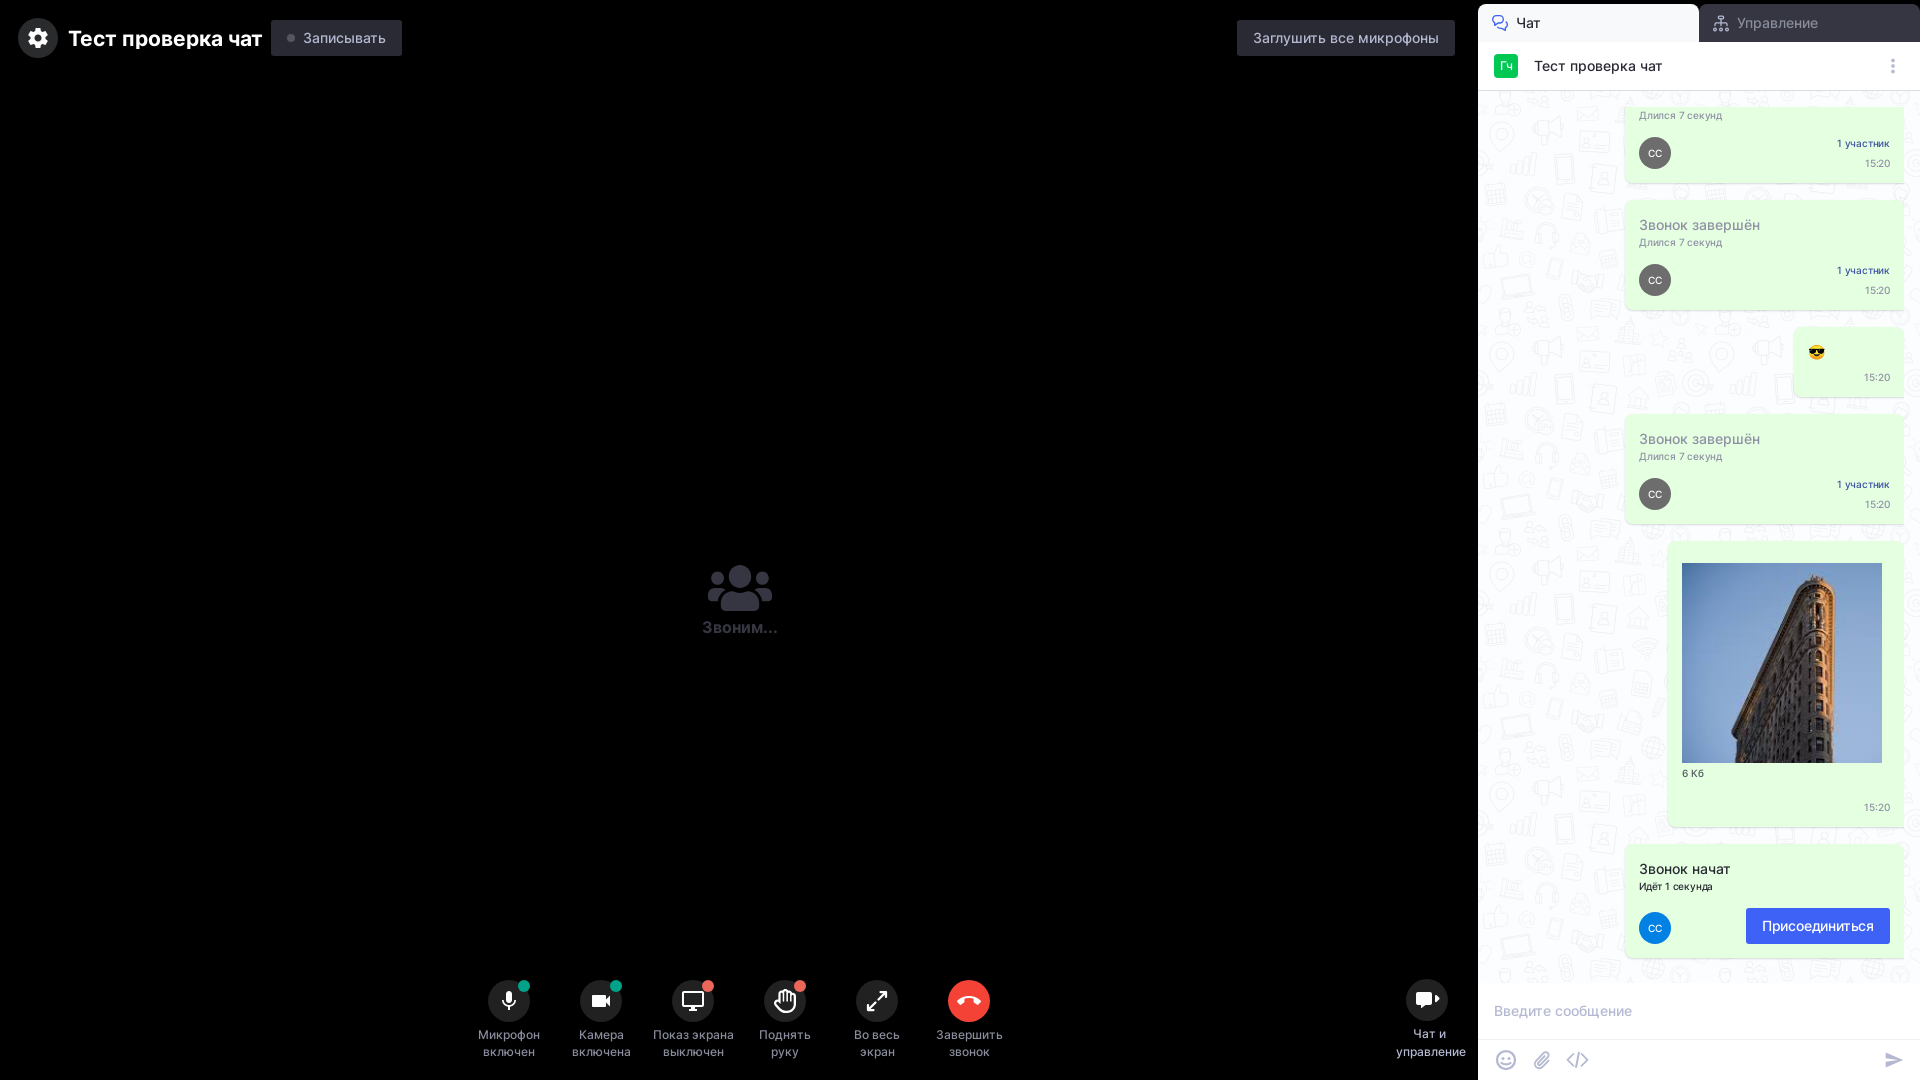 Тест проверка чат
Записывать
Заглушить все микрофоны
Звоним...
Микрофон
включен
Камера
включена
Показ экрана
выключен
Поднять
руку
Во весь
экран
Завершить
звонок
Чат и
управление
Чат
Управление
Гч
Тест проверка чат
Длился 7 секунд
СС
1 участник
15:20
Звонок завершён
Длился 7 секунд
СС
1 участник
15:20
😎
15:20
Звонок завершён
Длился 7 секунд
СС
1 участник
15:20
6 Кб
15:20
Звонок начат
Идёт 1 секунда
СС
Присоединиться
Введите сообщение